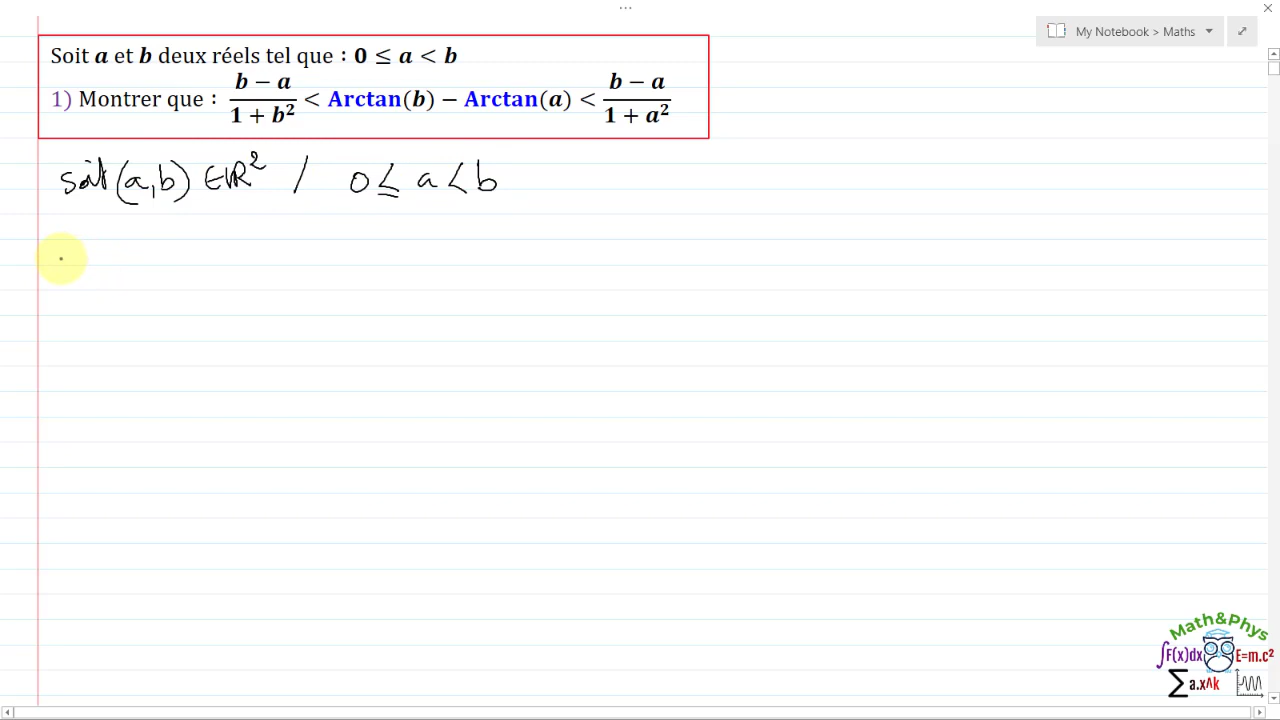 ...
My Notebook > Maths
Soit a et b deux réels tel que : 0 ≤ a < b
1) Montrer que : (b − a)/(1 + b²) < Arctan(b) − Arctan(a) < (b − a)/(1 + a²)
soit (a,b) ∈ ℝ² / 0 ≤ a < b
Math&Phys
∫F(x)dx E=m.c²
∑ a.x^k